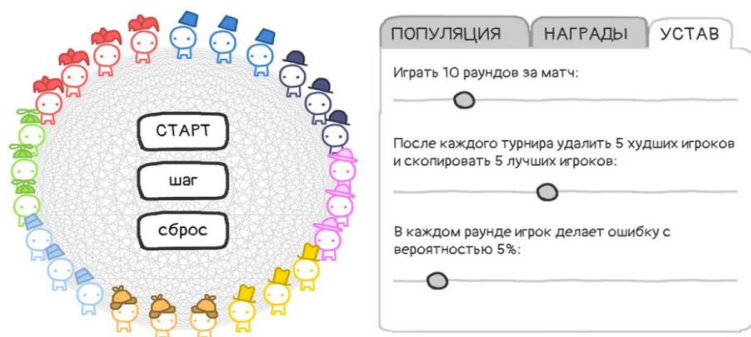 СТАРТ
шаг
сброс
ПОПУЛЯЦИЯ
НАГРАДЫ
УСТАВ
Играть 10 раундов за матч:
После каждого турнира удалить 5 худших игроков
и скопировать 5 лучших игроков:
В каждом раунде игрок делает ошибку с
вероятностью 5%: